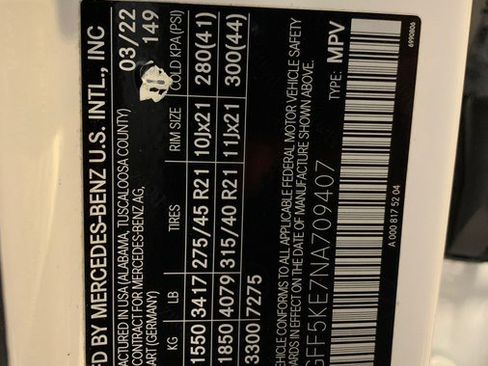 ED BY MERCEDES-BENZ U.S. INTL., INC
ACTURED IN USA (ALABAMA, TUSCALOOSA COUNTY) 03/22
FOR MERCEDES-BENZ AG, 149
ART (GERMANY)
KG LB TIRES RIM SIZE COLD KPA (PSI)
1550 3417 275/45 R21 10Jx21 280(41)
1850 4079 315/40 R21 11Jx21 300(44)
3300 7275
CLE CONFORMS TO ALL APPLICABLE FEDERAL MOTOR VEHICLE SAFETY
ARDS IN EFFECT ON THE DATE OF MANUFACTURE SHOWN ABOVE.
GFF5KE7NA709407 TYPE: MPV
A 000 817 52 04
6990806